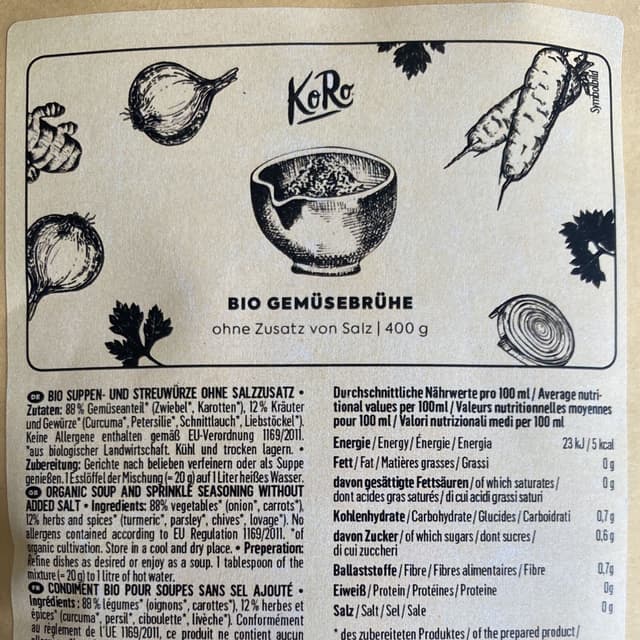 KoRo
Symbolbild
BIO GEMÜSEBRÜHE
ohne Zusatz von Salz | 400 g
DE BIO SUPPEN- UND STREUWÜRZE OHNE SALZZUSATZ •
Zutaten: 88 % Gemüseanteil* (Zwiebel*, Karotten*), 12 % Kräuter
und Gewürze* (Curcuma*, Petersilie*, Schnittlauch*, Liebstöckel*).
Keine Allergene enthalten gemäß EU-Verordnung 1169/2011.
*aus biologischer Landwirtschaft. Kühl und trocken lagern. •
Zubereitung: Gerichte nach belieben verfeinern oder als Suppe
genießen. 1 Esslöffel der Mischung (= 20 g) auf 1 Liter heißes Wasser.
ORGANIC SOUP AND SPRINKLE SEASONING WITHOUT
ADDED SALT • Ingredients: 88% vegetables* (onion*, carrots*),
12% herbs and spices* (turmeric*, parsley*, chives*, lovage*). No
allergens contained according to EU Regulation 1169/2011. *of
organic cultivation. Store in a cool and dry place. • Preparation:
Refine dishes as desired or enjoy as a soup. 1 tablespoon of the
mixture (= 20 g) to 1 litre of hot water.
CONDIMENT BIO POUR SOUPES SANS SEL AJOUTÉ •
Ingrédients : 88 % légumes* (oignons*, carottes*), 12 % herbes et
épices* (curcuma*, persil*, ciboulette*, livèche*). Conformément
au règlement de l'UE 1169/2011, ce produit ne contient aucun
Durchschnittliche Nährwerte pro 100 ml / Average nutri-
tional values per 100ml / Valeurs nutritionnelles moyennes
pour 100 ml / Valori nutrizionali medi per 100 ml
Energie / Energy / Énergie / Energia 23 kJ / 5 kcal
Fett / Fat / Matières grasses / Grassi 0 g
davon gesättigte Fettsäuren / of which saturates /
dont acides gras saturés / di cui acidi grassi saturi 0 g
Kohlenhydrate / Carbohydrate / Glucides / Carboidrati 0,7 g
davon Zucker / of which sugars / dont sucres /
di cui zuccheri 0,6 g
Ballaststoffe / Fibre / Fibres alimentaires / Fibre 0,7g
Eiweiß / Protein / Protéines / Proteine 0g
Salz / Salt / Sel / Sale 0 g
* des zubereiteten Produktes / of the prepared product /